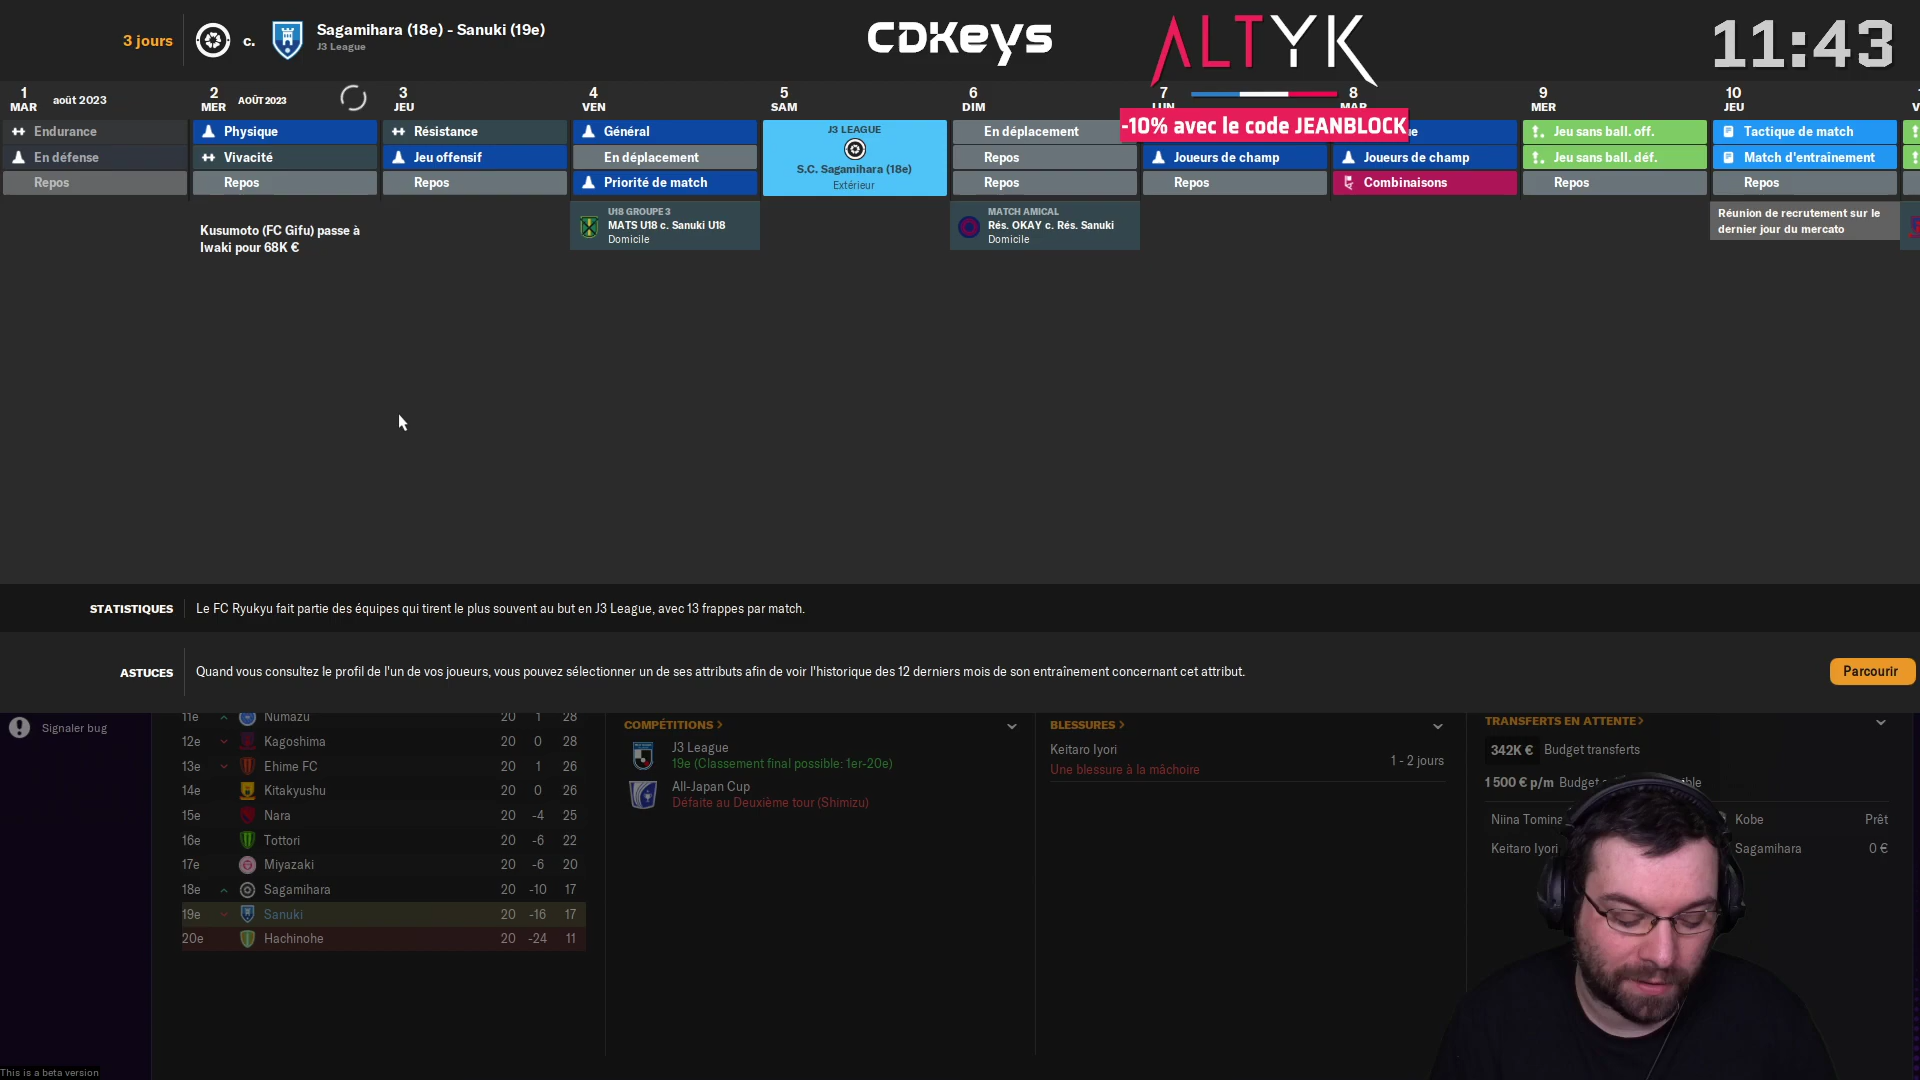 3 jours
c.
Sagamihara (18e) - Sanuki (19e)
J3 League
CDKeys
ALTYK
11:43
-10% avec le code JEANBLOCK
1
MAR
août 2023
2
MER
AOÛT 2023
3
JEU
4
VEN
5
SAM
6
DIM
7
LUN
8
MAR
9
MER
10
JEU
Endurance
En défense
Repos
Physique
Vivacité
Repos
Résistance
Jeu offensif
Repos
Général
En déplacement
Priorité de match
J3 LEAGUE
S.C. Sagamihara (18e)
Extérieur
En déplacement
Repos
Repos
Joueurs de champ
Repos
Joueurs de champ
Combinaisons
Jeu sans ball. off.
Jeu sans ball. déf.
Repos
Tactique de match
Match d'entraînement
Repos
Kusumoto (FC Gifu) passe à
Iwaki pour 68K €
U18 GROUPE 3
MATS U18 c. Sanuki U18
Domicile
MATCH AMICAL
Rés. OKAY c. Rés. Sanuki
Domicile
Réunion de recrutement sur le
dernier jour du mercato
STATISTIQUES
Le FC Ryukyu fait partie des équipes qui tirent le plus souvent au but en J3 League, avec 13 frappes par match.
ASTUCES
Quand vous consultez le profil de l'un de vos joueurs, vous pouvez sélectionner un de ses attributs afin de voir l'historique des 12 derniers mois de son entraînement concernant cet attribut.
Parcourir
Signaler bug
11e Numazu 20 1 28
12e Kagoshima 20 0 28
13e Ehime FC 20 1 26
14e Kitakyushu 20 0 26
15e Nara 20 -4 25
16e Tottori 20 -6 22
17e Miyazaki 20 -6 20
18e Sagamihara 20 -10 17
19e Sanuki 20 -16 17
20e Hachinohe 20 -24 11
COMPÉTITIONS >
J3 League
19e (Classement final possible: 1er-20e)
All-Japan Cup
Défaite au Deuxième tour (Shimizu)
BLESSURES >
Keitaro Iyori
Une blessure à la mâchoire
1 - 2 jours
TRANSFERTS EN ATTENTE >
342K € Budget transferts
1 500 € p/m Budget
Niina Tomina Kobe Prêt
Keitaro Iyori Sagamihara 0 €
This is a beta version